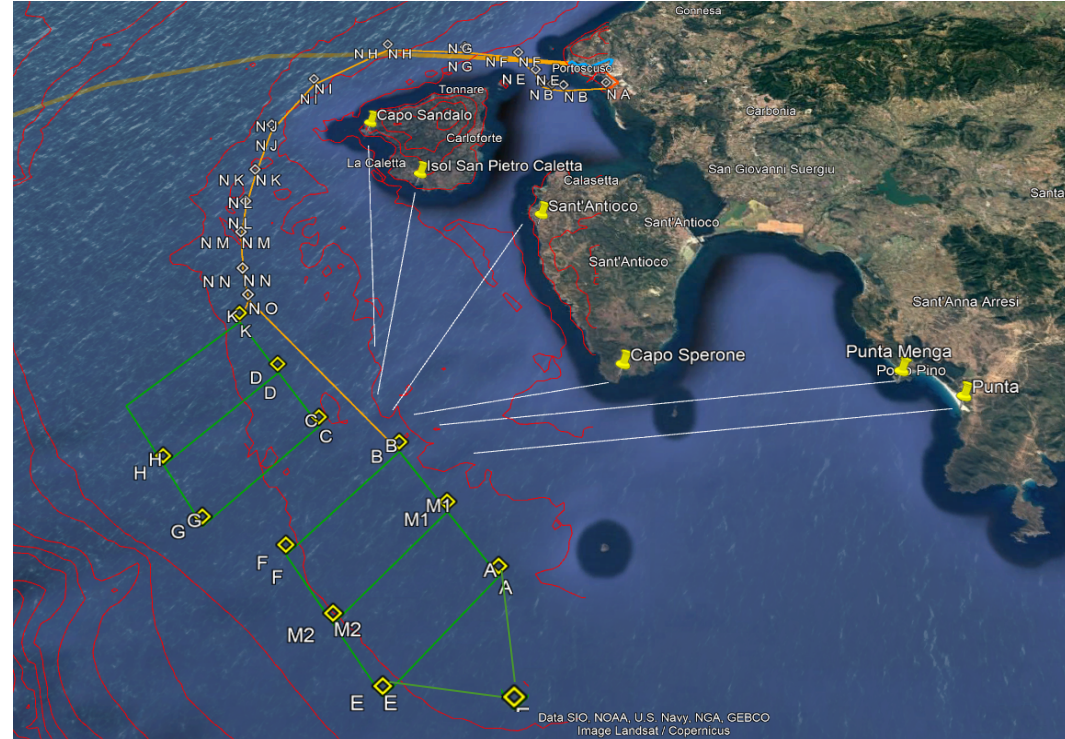 Gonnesa
N H
N H
N G
N G
N F
N F
Portoscuso
N E
N E
Tonnare
N I
N I
N B
N B
N A
Capo Sandalo
Carbonia
N J
N J
Carloforte
La Caletta
Isol San Pietro Caletta
San Giovanni Suergiu
N K
N K
Calasetta
Santa
N L
N L
Sant'Antioco
Sant'Antioco
N M
N M
Sant'Antioco
N N
N N
N O
Sant'Anna Arresi
K
K
Capo Sperone
Punta Menga
Porto Pino
D
D
Punta
C
C
B
B
H
H
M1
M1
G
G
F
F
A
A
M2
M2
E
E
Data SIO, NOAA, U.S. Navy, NGA, GEBCO
Image Landsat / Copernicus